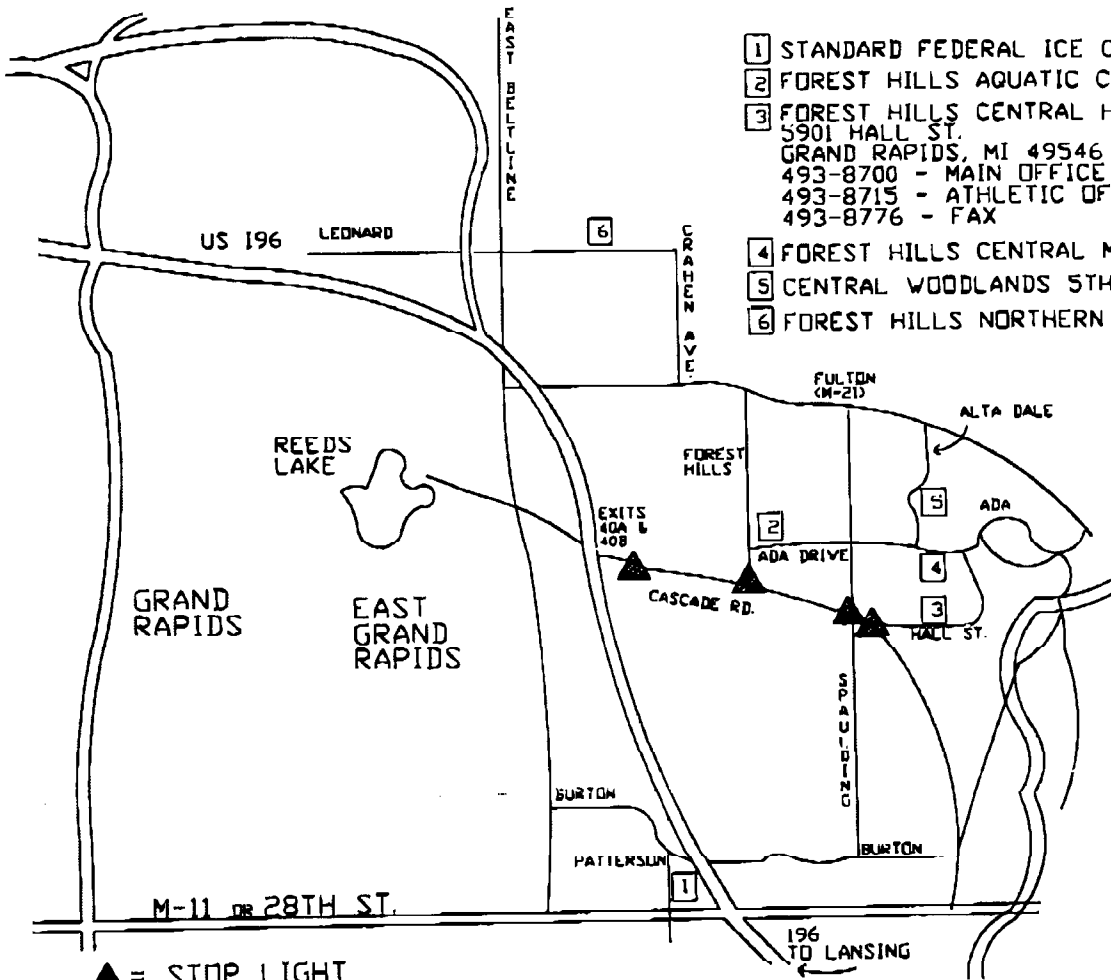 EAST BELTLINE
1 STANDARD FEDERAL ICE C
2 FOREST HILLS AQUATIC C
3 FOREST HILLS CENTRAL H
5901 HALL ST.
GRAND RAPIDS, MI 49546
493-8700 - MAIN OFFICE
493-8715 - ATHLETIC OF
493-8776 - FAX
4 FOREST HILLS CENTRAL M
5 CENTRAL WOODLANDS 5TH
6 FOREST HILLS NORTHERN
US 196
LEONARD
6
CRAHEN AVE.
FULTON
(M-21)
ALTA DALE
REEDS
LAKE
FOREST
HILLS
EXITS
40A &
40B
2
5
ADA
ADA DRIVE
4
CASCADE RD.
3
HALL ST.
GRAND
RAPIDS
EAST
GRAND
RAPIDS
SPAULDING
BURTON
PATTERSON
BURTON
1
M-11 OR 28TH ST.
196
TO LANSING
= STOP LIGHT